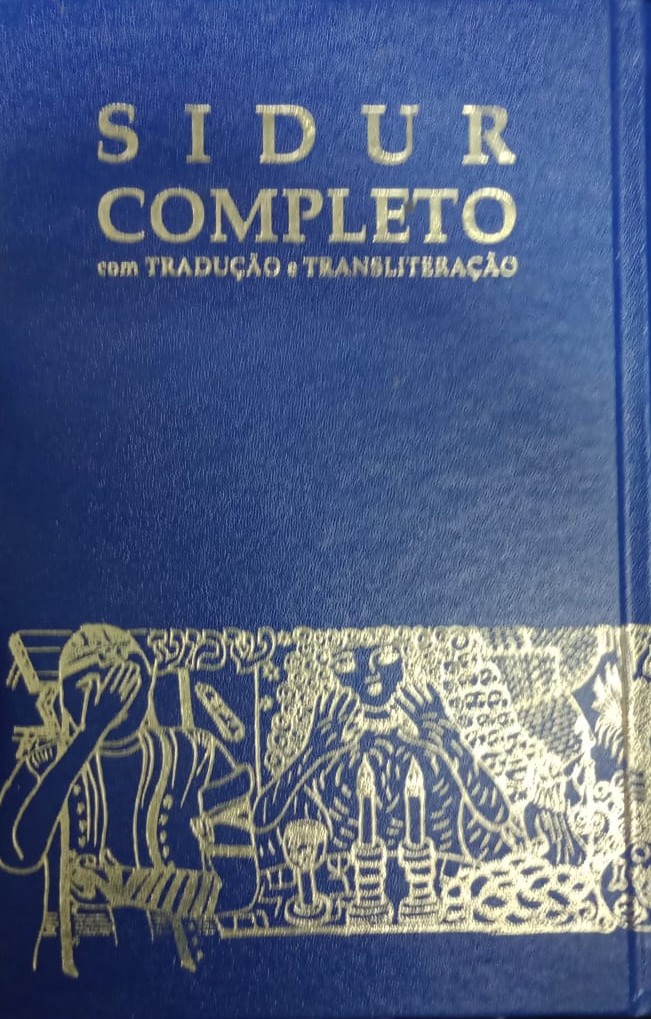 SIDUR
COMPLETO
com TRADUÇÃO e TRANSLITERAÇÃO